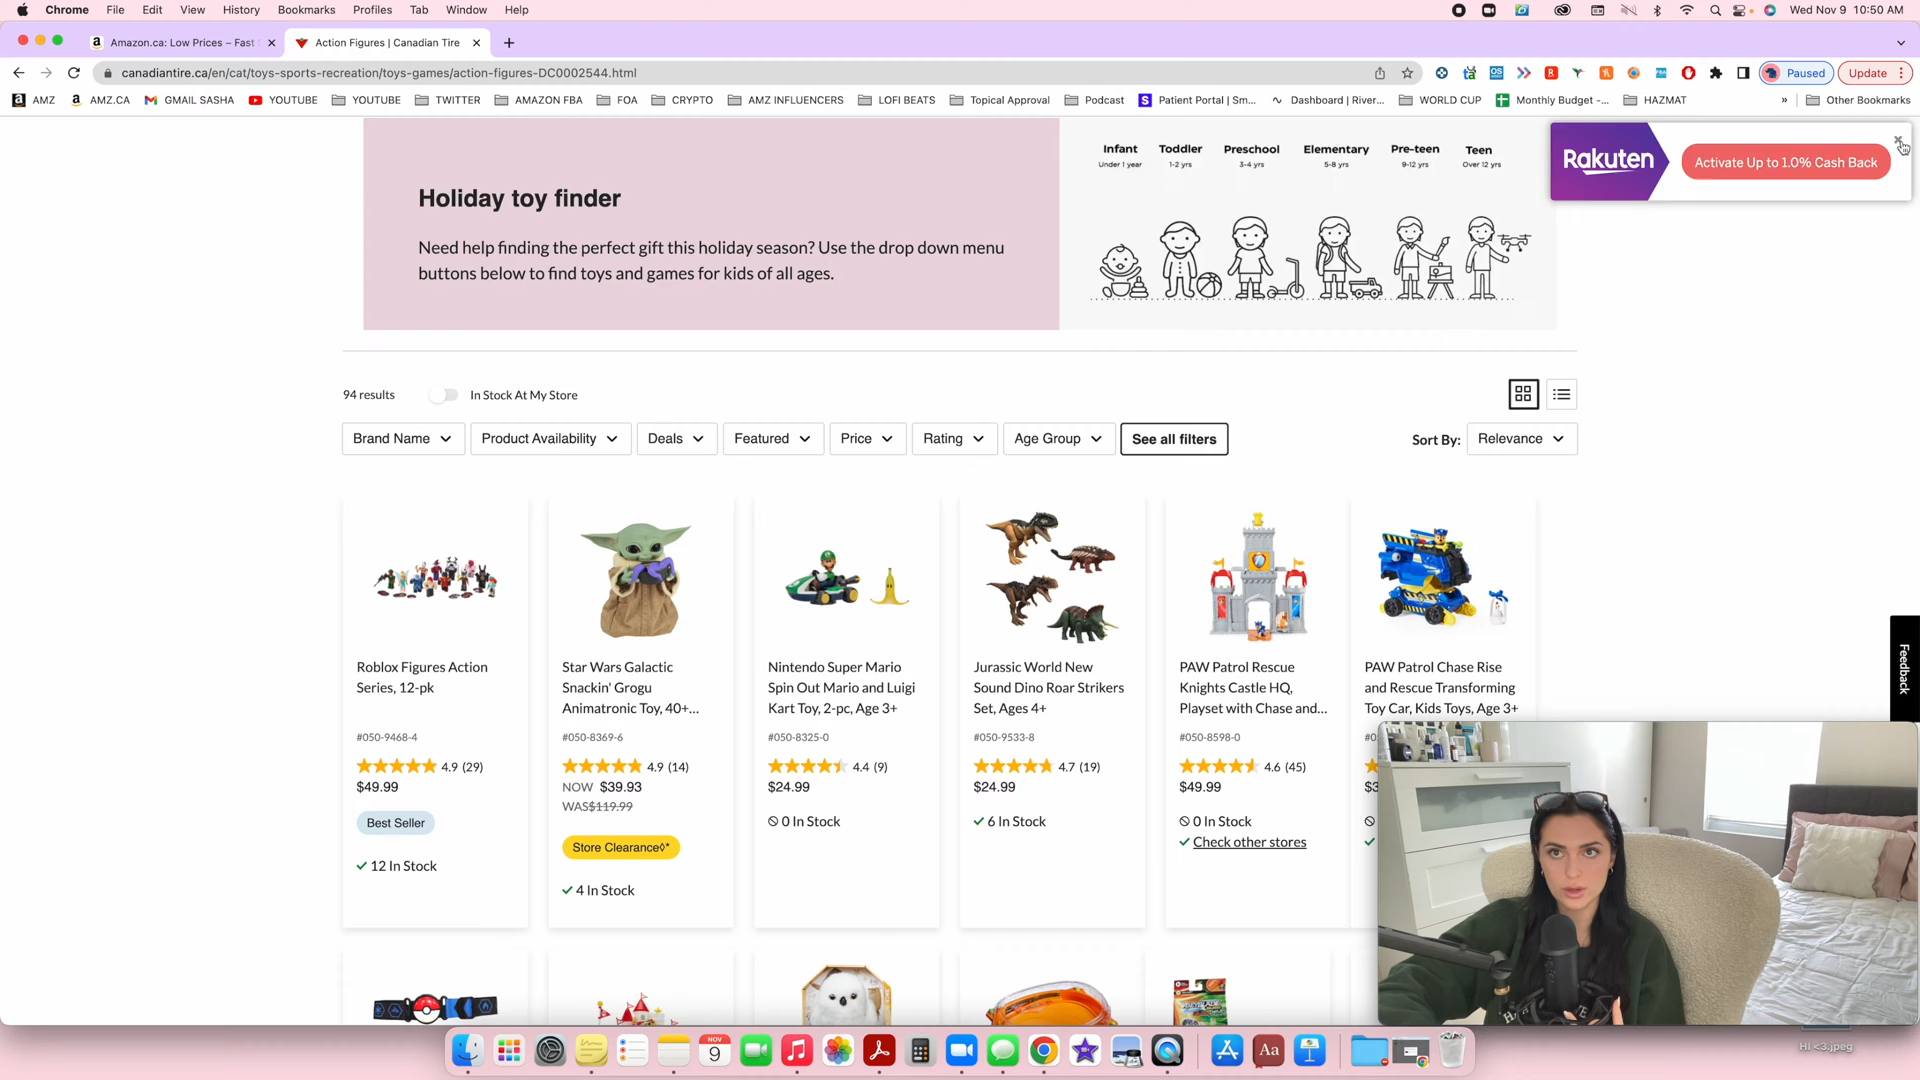 Chrome File Edit View History Bookmarks Profiles Tab Window Help
Wed Nov 9 10:50 AM
Amazon.ca: Low Prices – Fast
Action Figures | Canadian Tire
canadiantire.ca/en/cat/toys-sports-recreation/toys-games/action-figures-DC0002544.html
Paused
Update
AMZ
AMZ.CA
GMAIL SASHA
YOUTUBE
YOUTUBE
TWITTER
AMAZON FBA
FOA
CRYPTO
AMZ INFLUENCERS
LOFI BEATS
Topical Approval
Podcast
Patient Portal | Sm...
Dashboard | River...
WORLD CUP
Monthly Budget -...
HAZMAT
»
Other Bookmarks
Rakuten
Activate Up to 1.0% Cash Back
Holiday toy finder
Need help finding the perfect gift this holiday season? Use the drop down menu
buttons below to find toys and games for kids of all ages.
Infant Toddler Preschool Elementary Pre-teen Teen
Under 1 year 1-2 yrs 3-4 yrs 5-8 yrs 9-12 yrs Over 12 yrs
94 results
In Stock At My Store
Brand Name
Product Availability
Deals
Featured
Price
Rating
Age Group
See all filters
Sort By:
Relevance
Roblox Figures Action
Series, 12-pk
#050-9468-4
4.9 (29)
$49.99
Best Seller
12 In Stock
Star Wars Galactic
Snackin' Grogu
Animatronic Toy, 40+...
#050-8369-6
4.9 (14)
NOW $39.93
WAS$119.99
Store Clearance◊*
4 In Stock
Nintendo Super Mario
Spin Out Mario and Luigi
Kart Toy, 2-pc, Age 3+
#050-8325-0
4.4 (9)
$24.99
0 In Stock
Jurassic World New
Sound Dino Roar Strikers
Set, Ages 4+
#050-9533-8
4.7 (19)
$24.99
6 In Stock
PAW Patrol Rescue
Knights Castle HQ,
Playset with Chase and...
#050-8598-0
4.6 (45)
$49.99
0 In Stock
Check other stores
PAW Patrol Chase Rise
and Rescue Transforming
Toy Car, Kids Toys, Age 3+
Feedback
NOV
9
Aa
HI <3.jpeg